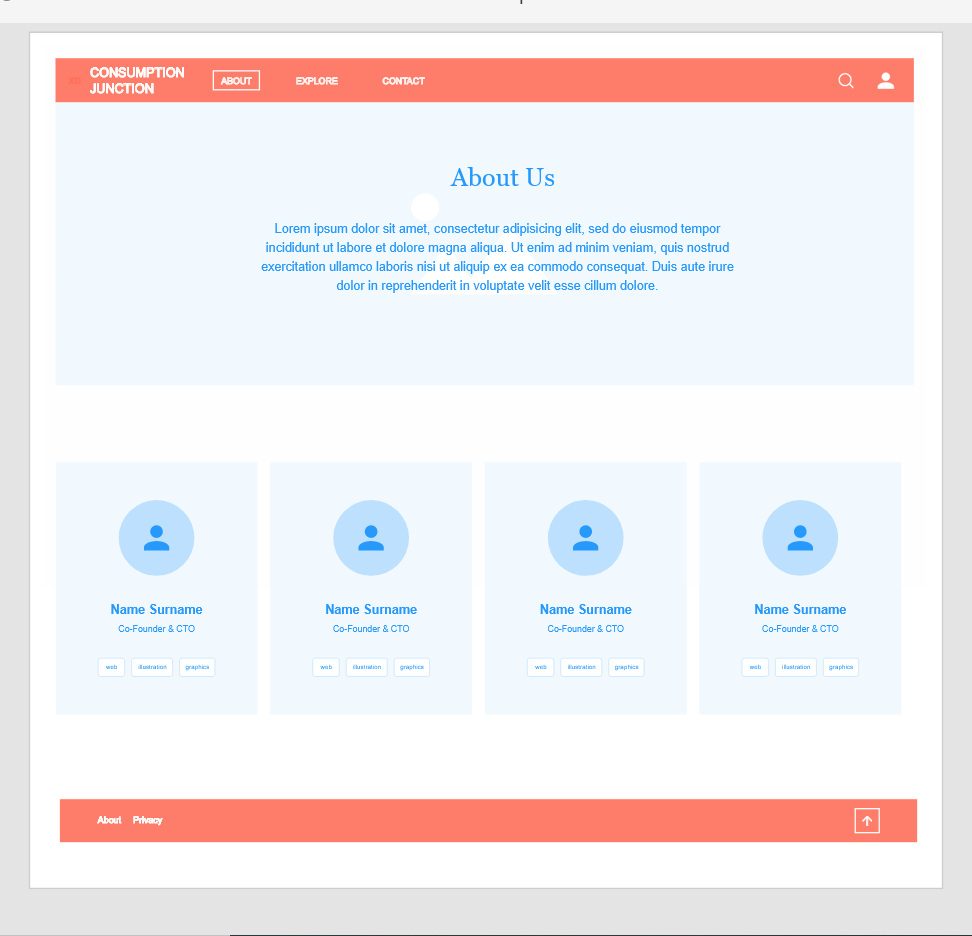 CONSUMPTION
JUNCTION
ABOUT EXPLORE CONTACT
About Us
Lorem ipsum dolor sit amet, consectetur adipisicing elit, sed do eiusmod tempor
incididunt ut labore et dolore magna aliqua. Ut enim ad minim veniam, quis nostrud
exercitation ullamco laboris nisi ut aliquip ex ea commodo consequat. Duis aute irure
dolor in reprehenderit in voluptate velit esse cillum dolore.
Name Surname
Co-Founder & CTO
web illustration graphics
Name Surname
Co-Founder & CTO
web illustration graphics
Name Surname
Co-Founder & CTO
web illustration graphics
Name Surname
Co-Founder & CTO
web illustration graphics
About Privacy